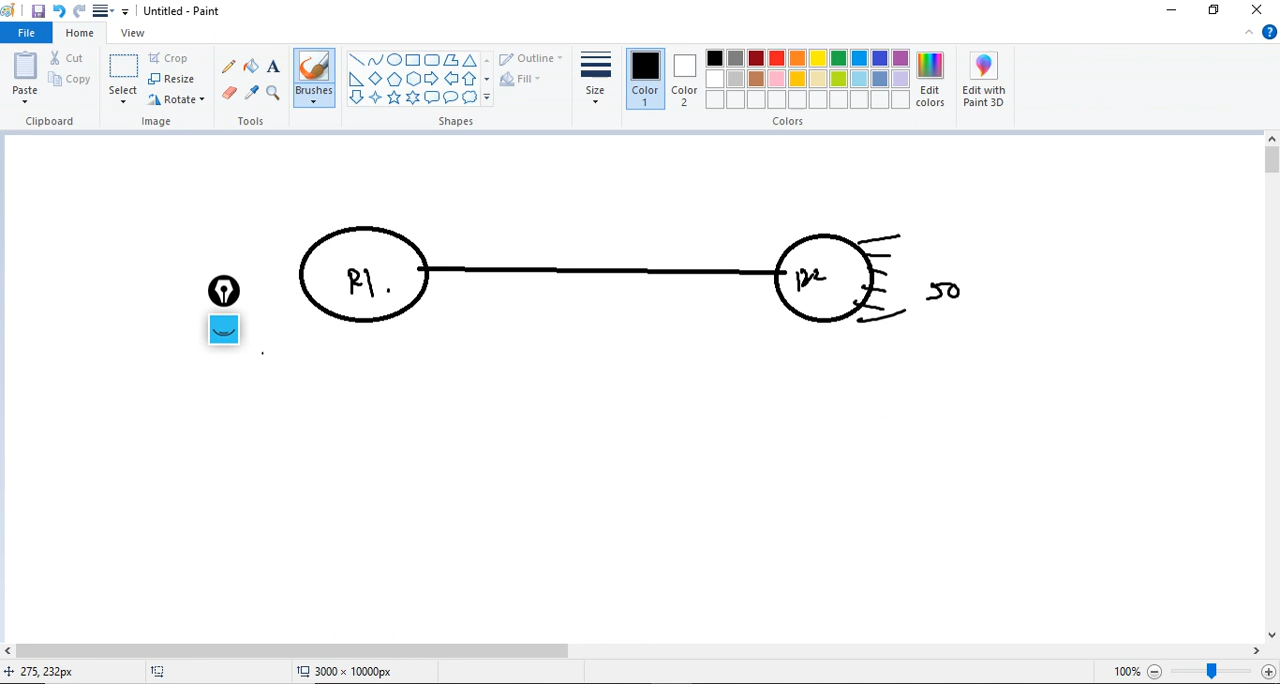 Untitled - Paint
File
Home
View
Paste
Cut
Copy
Clipboard
Select
Crop
Resize
Rotate
Image
A
Tools
Brushes
Outline
Fill
Shapes
Size
Color 1
Color 2
Edit colors
Colors
Edit with Paint 3D
R1.
R2
50
275, 232px
3000 × 10000px
100%